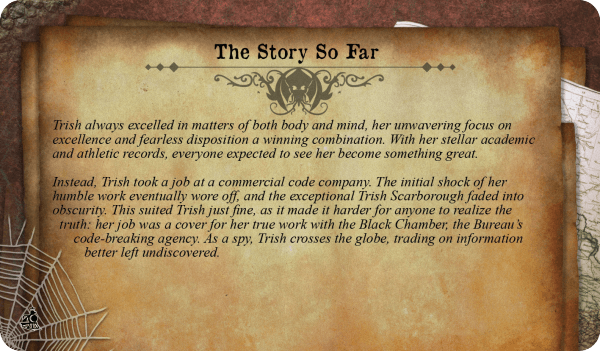 The Story So Far
Trish always excelled in matters of both body and mind, her unwavering focus on
excellence and fearless disposition a winning combination. With her stellar academic
and athletic records, everyone expected to see her become something great.
Instead, Trish took a job at a commercial code company. The initial shock of her
humble work eventually wore off, and the exceptional Trish Scarborough faded into
obscurity. This suited Trish just fine, as it made it harder for anyone to realize the
truth: her job was a cover for her true work with the Black Chamber, the Bureau's
code-breaking agency. As a spy, Trish crosses the globe, trading on information
better left undiscovered.